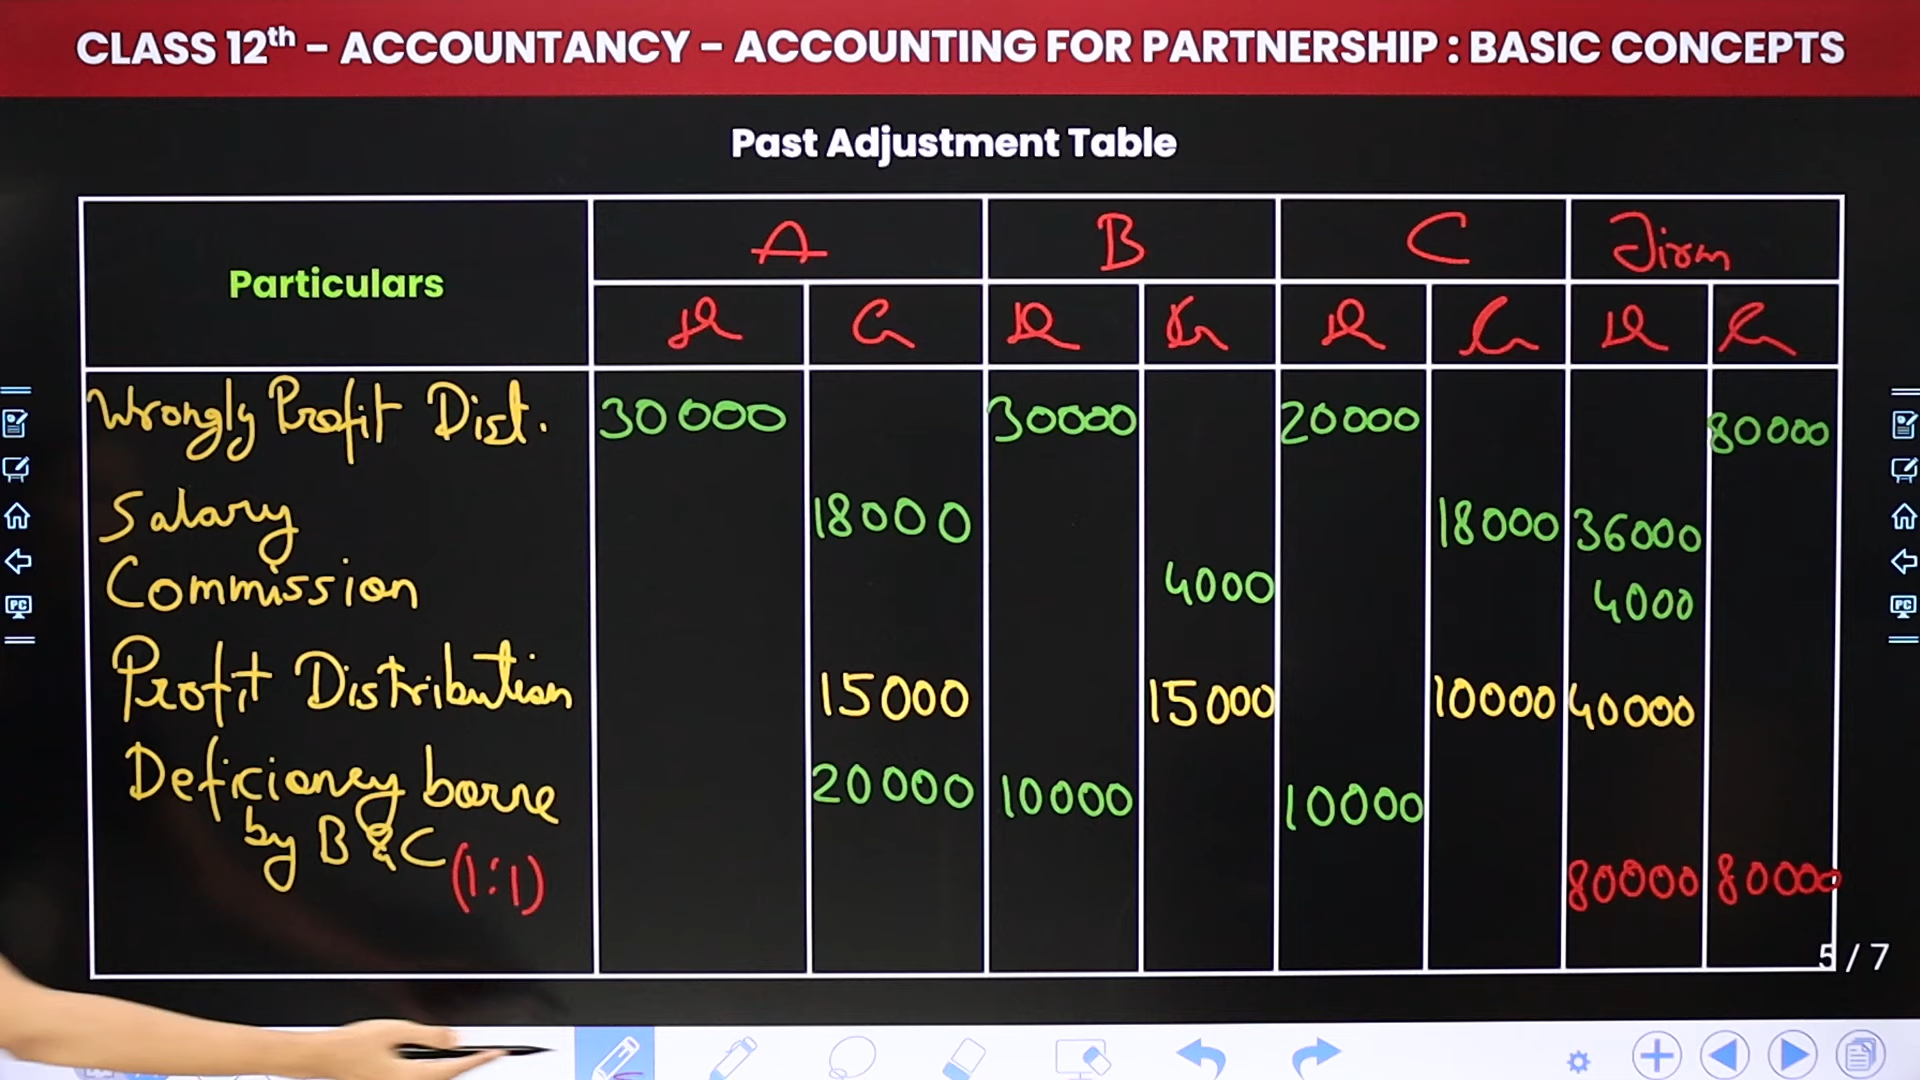 CLASS 12th - ACCOUNTANCY - ACCOUNTING FOR PARTNERSHIP : BASIC CONCEPTS
Past Adjustment Table
Particulars A B C Firm
Dr Cr Dr Cr Dr Cr Dr Cr
Wrongly Profit Dist. 30000 30000 20000 80000
Salary 18000 18000 36000
Commission 4000 4000
Profit Distribution 15000 15000 10000 40000
Deficiency borne 20000 10000 10000
by B & C (1:1)
80000 80000
5 / 7
PC
PC